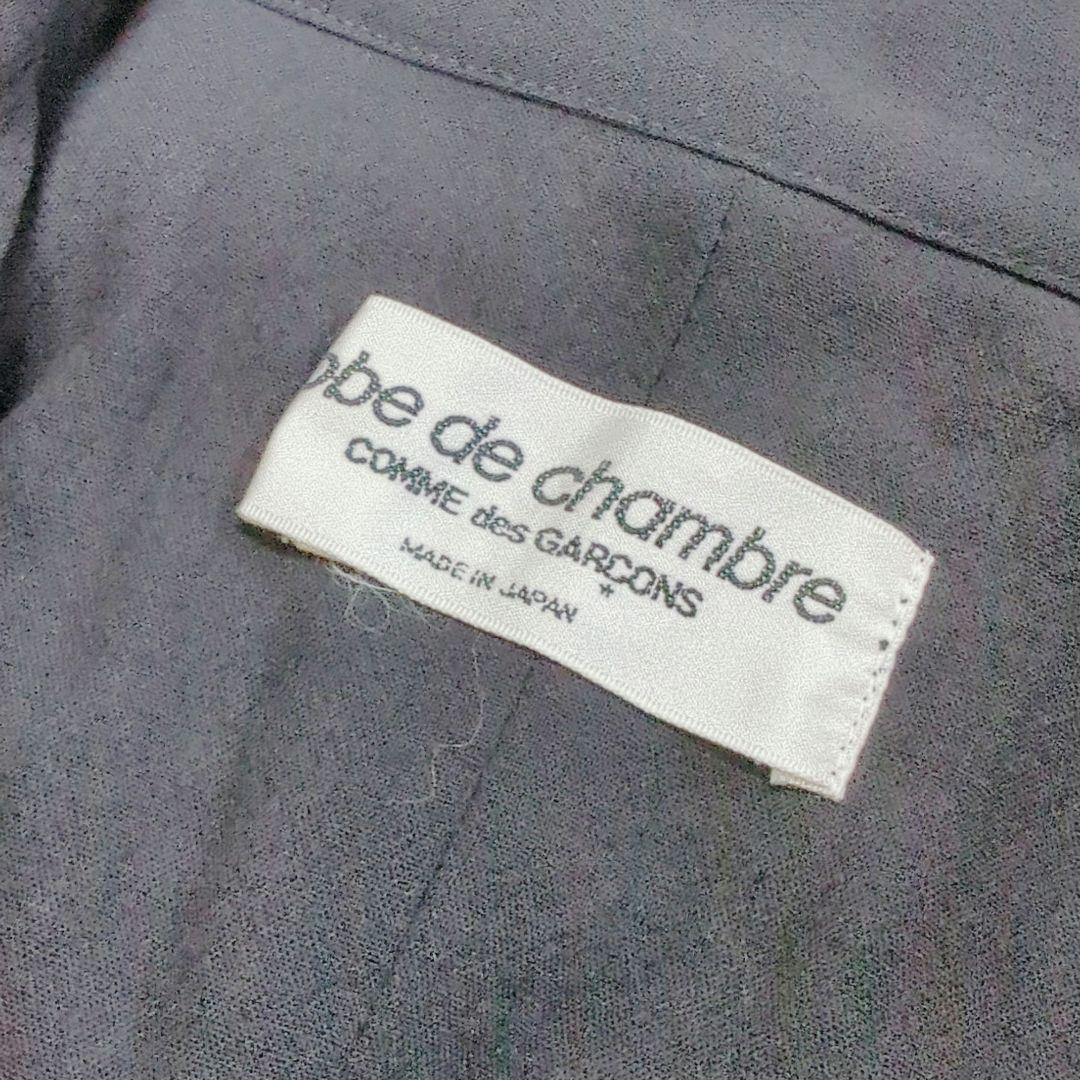 obe de chambre
COMME des GARÇONS
MADE IN JAPAN